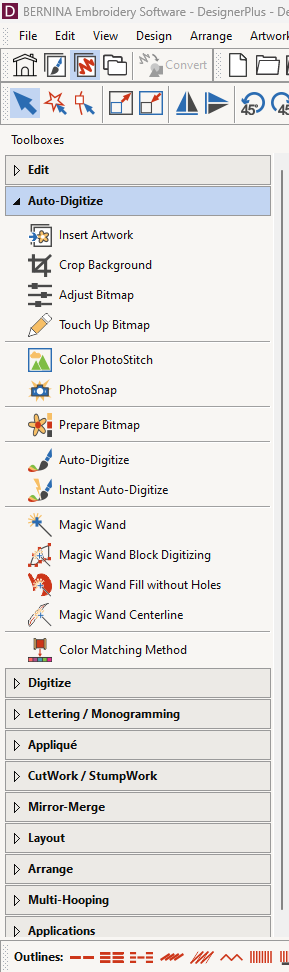 BERNINA Embroidery Software - DesignerPlus - De
File Edit View Design Arrange Artwork
Convert
45° 45°
Toolboxes
Edit
Auto-Digitize
Insert Artwork
Crop Background
Adjust Bitmap
Touch Up Bitmap
Color PhotoStitch
PhotoSnap
Prepare Bitmap
Auto-Digitize
Instant Auto-Digitize
Magic Wand
Magic Wand Block Digitizing
Magic Wand Fill without Holes
Magic Wand Centerline
Color Matching Method
Digitize
Lettering / Monogramming
Appliqué
CutWork / StumpWork
Mirror-Merge
Layout
Arrange
Multi-Hooping
Applications
Outlines: